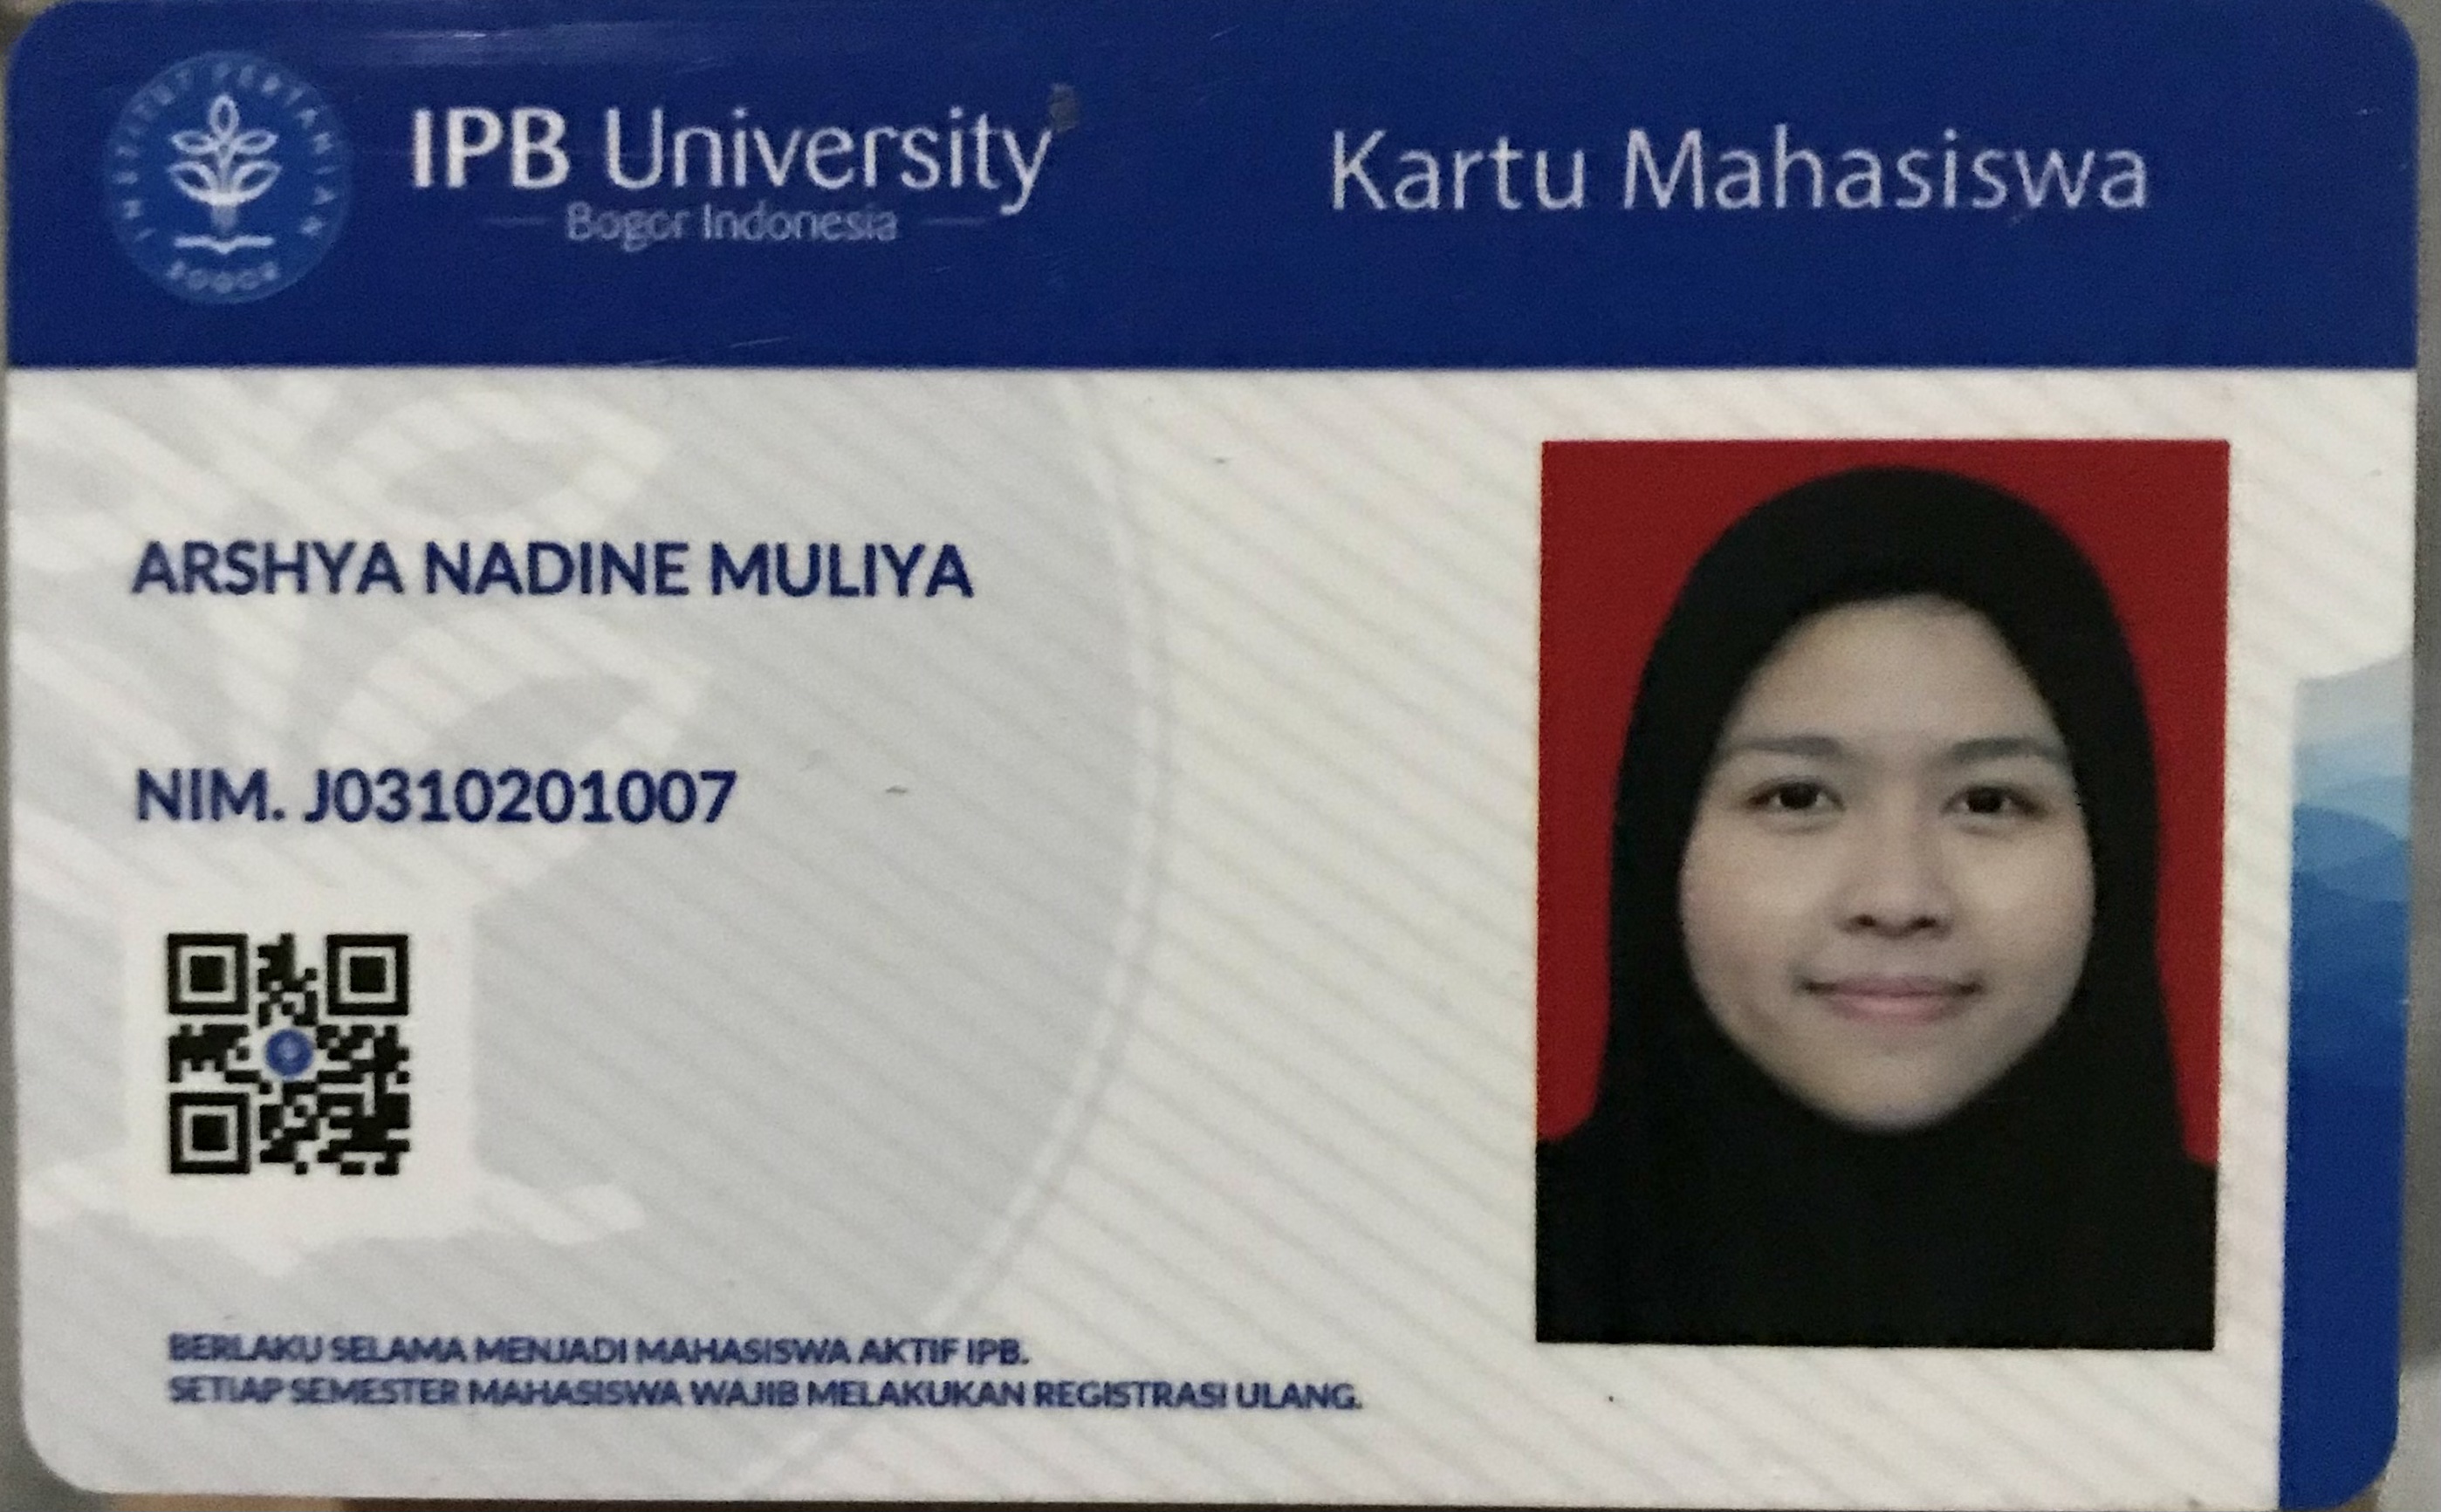 INSTITUT PERTANIAN
BOGOR
IPB University
Bogor Indonesia
Kartu Mahasiswa
ARSHYA NADINE MULIYA
NIM. J0310201007
BERLAKU SELAMA MENJADI MAHASISWA AKTIF IPB.
SETIAP SEMESTER MAHASISWA WAJIB MELAKUKAN REGISTRASI ULANG.